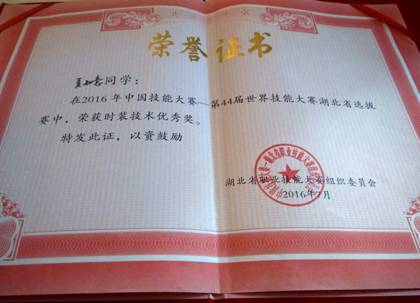 荣誉证书
同学：
在2016年中国技能大赛—第44届世界技能大赛湖北省选拔
赛中，荣获时装技术优秀奖。
特发此证，以资鼓励
湖北省职业技能大赛组织委员会
2016年7月